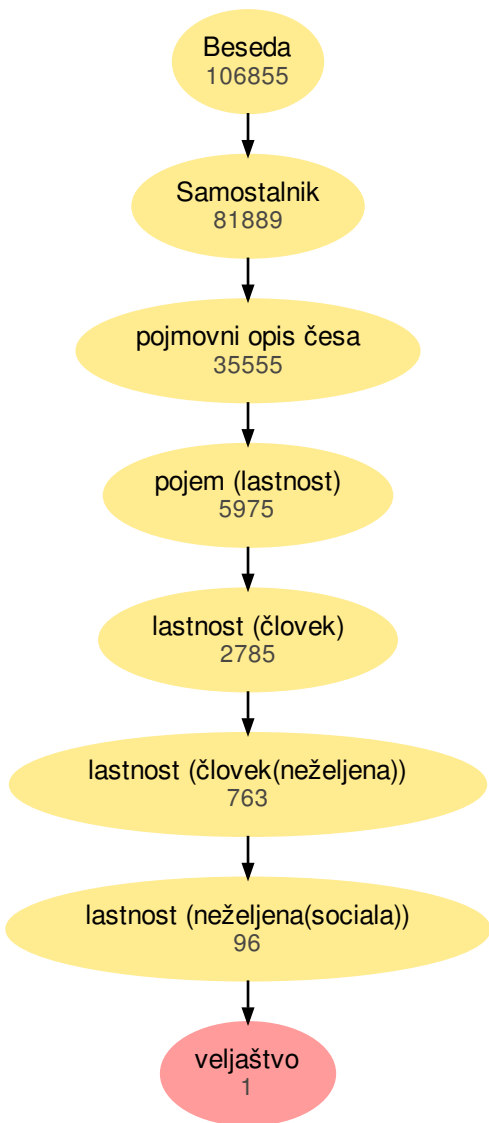 Beseda
106855
Samostalnik
81889
pojmovni opis česa
35555
pojem (lastnost)
5975
lastnost (človek)
2785
lastnost (človek(neželjena))
763
lastnost (neželjena(sociala))
96
veljaštvo
1